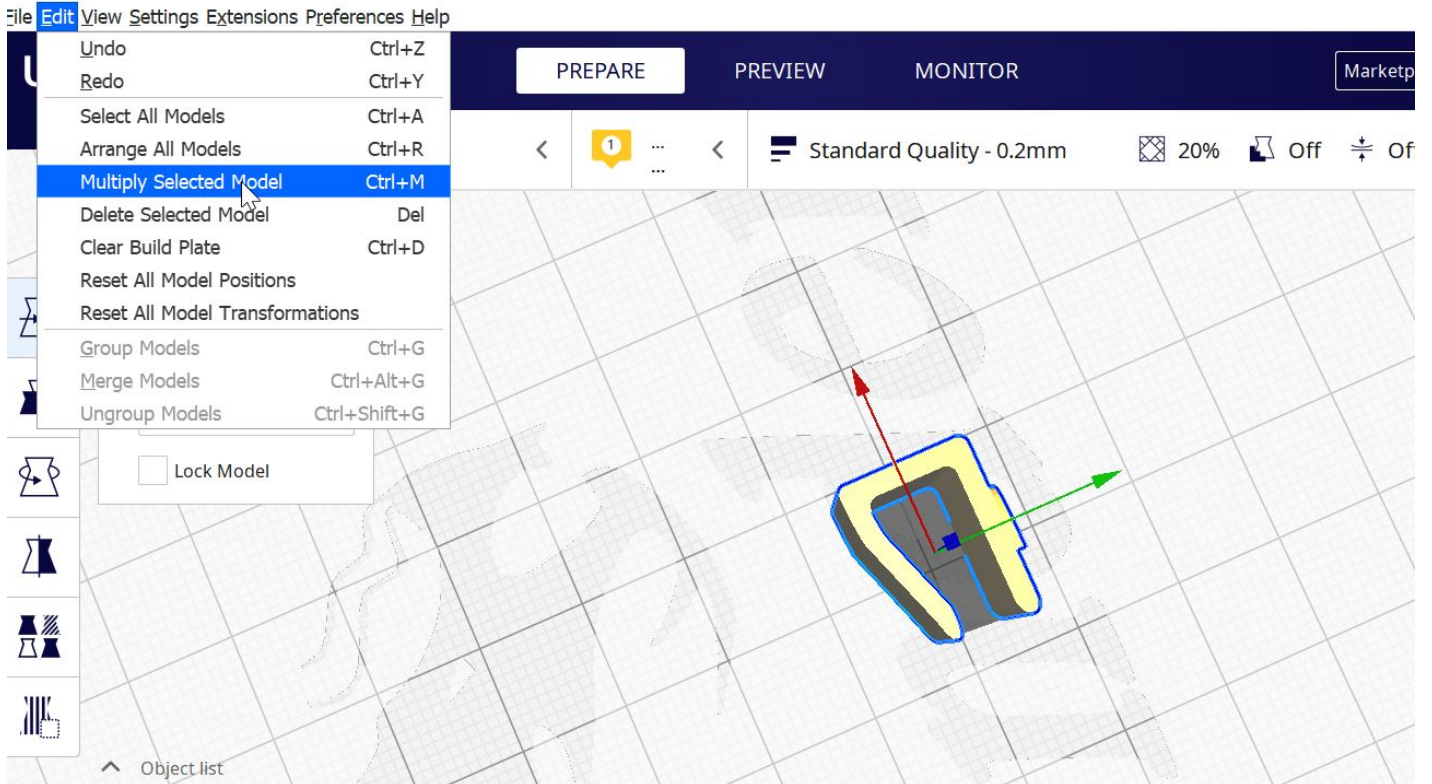 File Edit View Settings Extensions Preferences Help
Undo Ctrl+Z
Redo Ctrl+Y
Select All Models Ctrl+A
Arrange All Models Ctrl+R
Multiply Selected Model Ctrl+M
Delete Selected Model Del
Clear Build Plate Ctrl+D
Reset All Model Positions
Reset All Model Transformations
Group Models Ctrl+G
Merge Models Ctrl+Alt+G
Ungroup Models Ctrl+Shift+G
PREPARE PREVIEW MONITOR
Marketp
1 ... Standard Quality - 0.2mm 20% Off Of
...
Lock Model
Object list